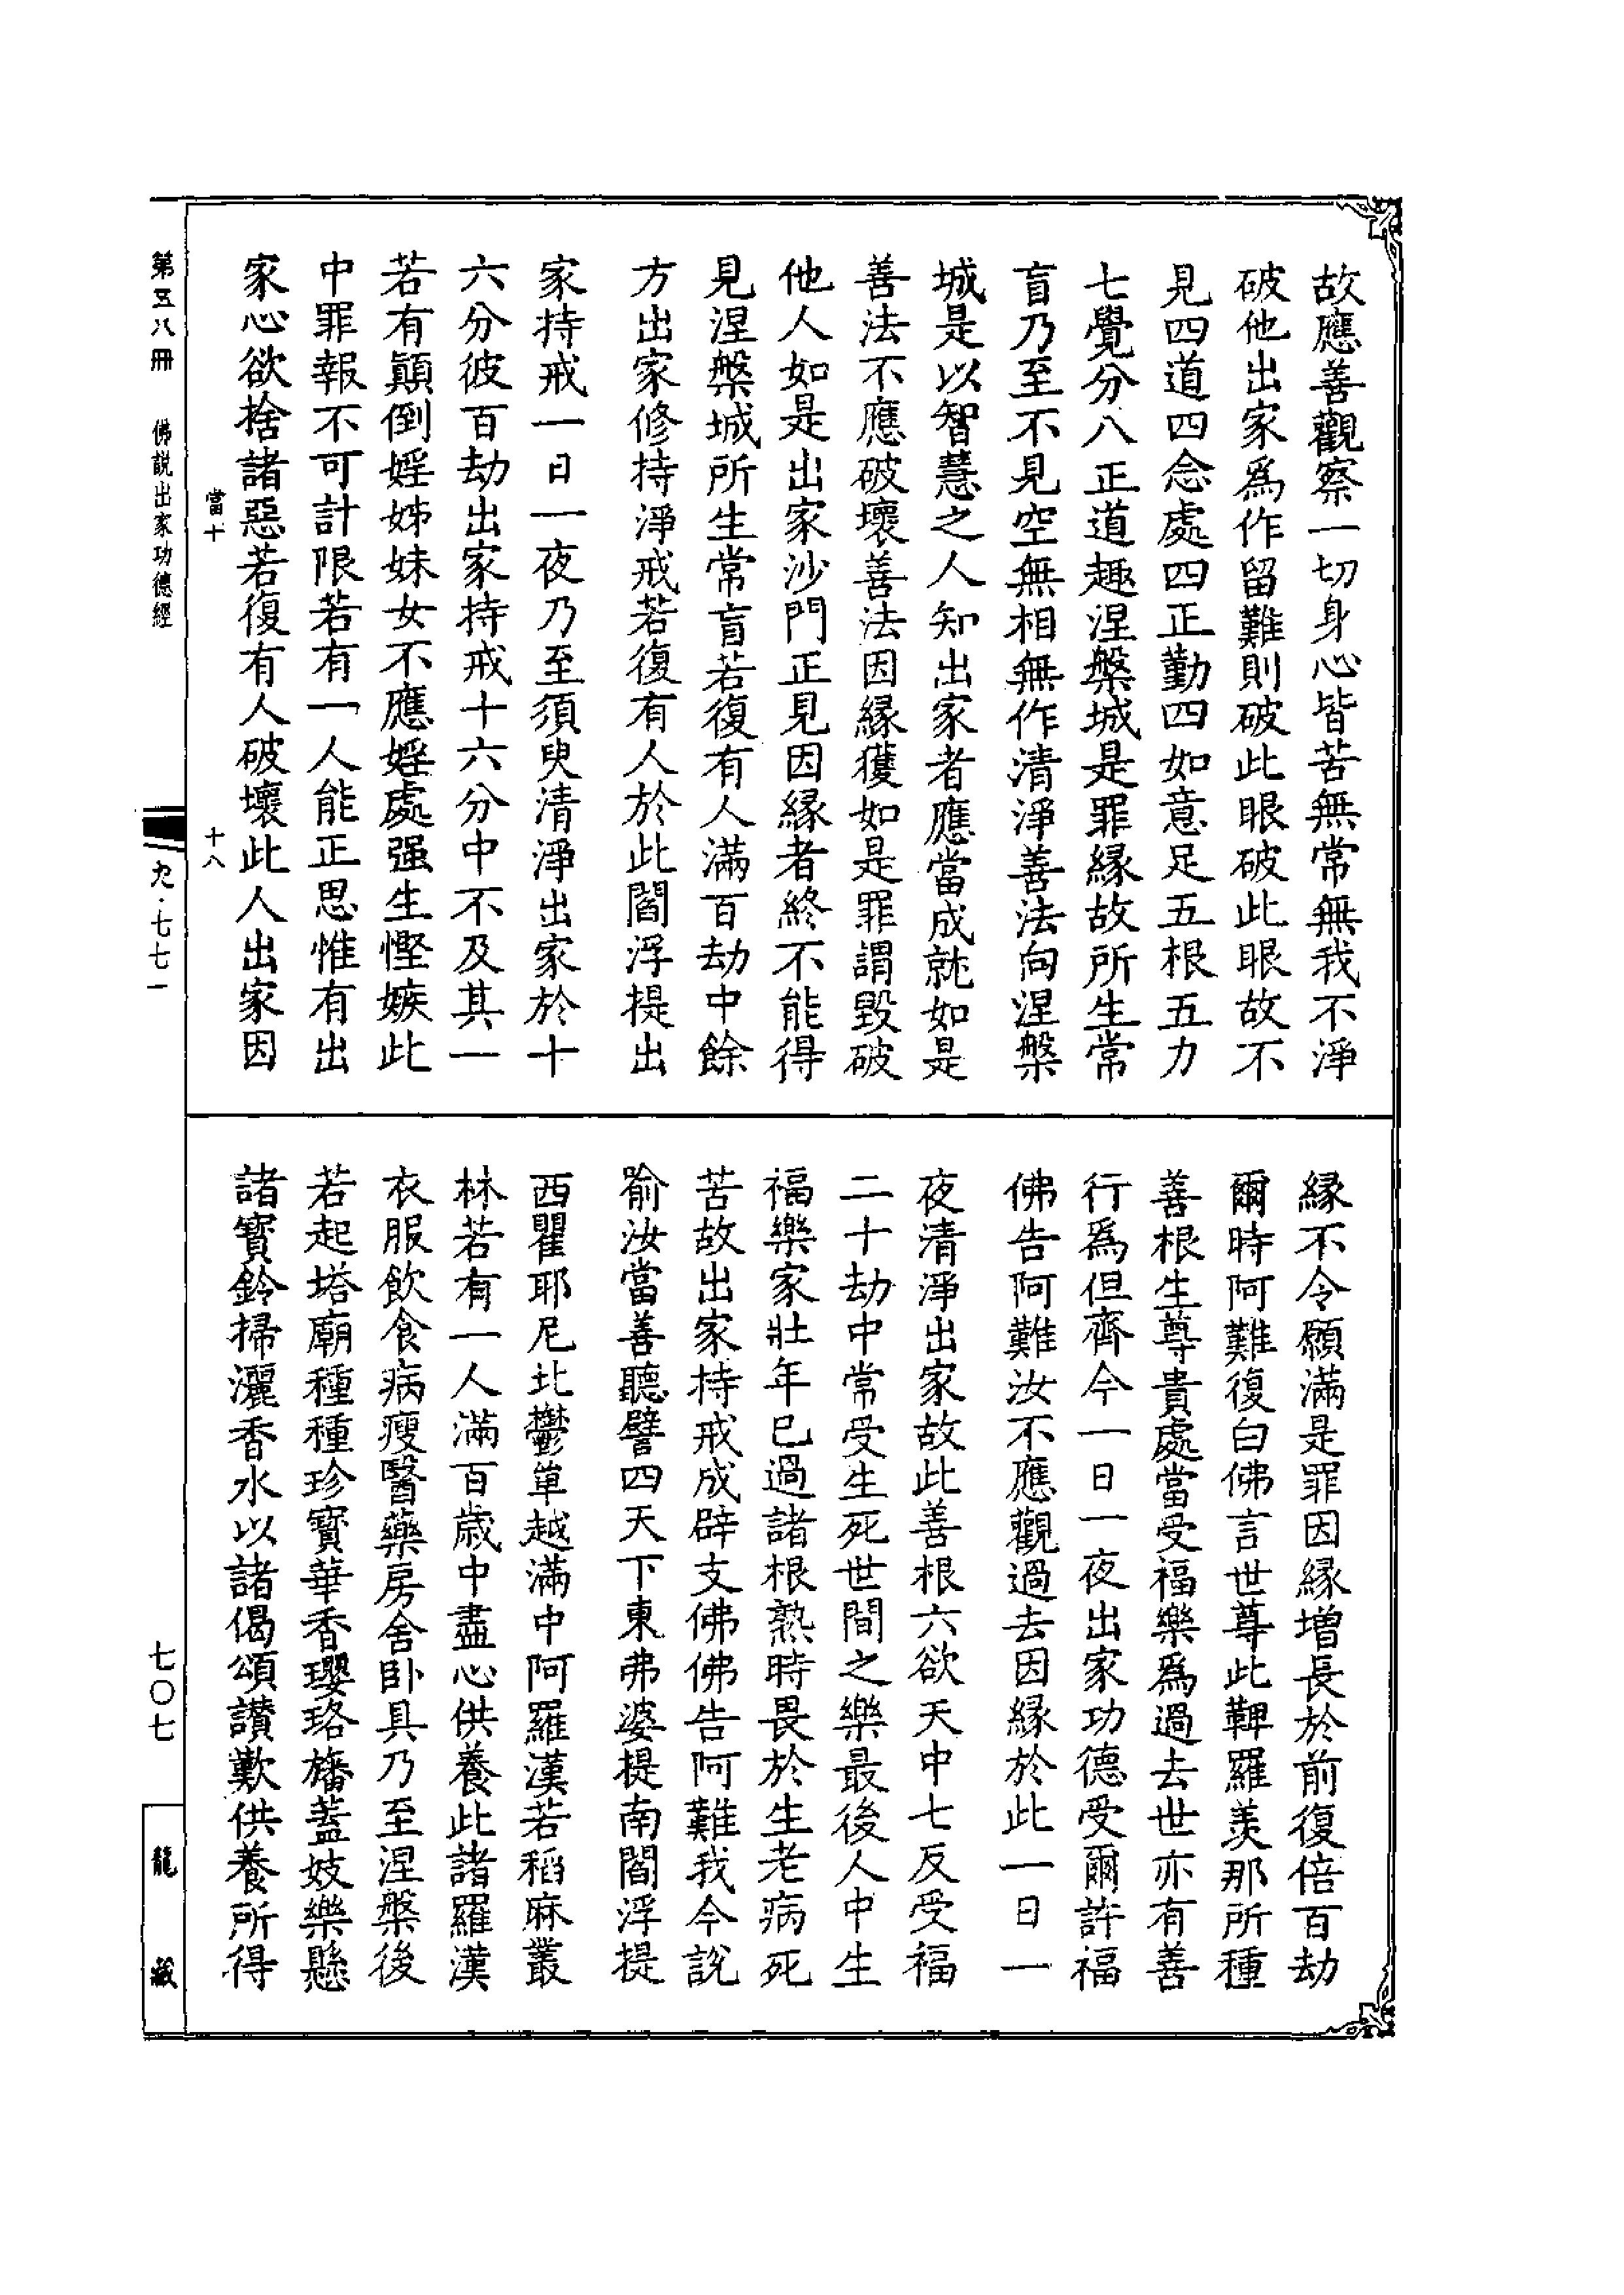 故應善觀察一切身心皆苦無常無我不淨
破他出家爲作留難則破此眼破此眼故不
見四道四念處四正勤四如意足五根五力
七覺分八正道趣涅槃城是罪緣故所生常
盲乃至不見空無相無作清淨善法向涅槃
城是以智慧之人知出家者應當成就如是
善法不應破壞善法因緣獲如是罪謂毀破
他人如是出家沙門正見因緣者終不能得
見涅槃城所生常盲若復有人滿百劫中餘
方出家修持淨戒若復有人於此閻浮提出
家持戒一日一夜乃至須臾清淨出家於十
六分彼百劫出家持戒十六分中不及其一
若有顛倒婬姊妹女不應婬處强生慳嫉此
中罪報不可計限若有一人能正思惟有出
家心欲捨諸惡若復有人破壞此人出家因
當十
十八
緣不令願滿是罪因緣增長於前復倍百劫
爾時阿難復白佛言世尊此鞞羅羨那所種
善根生尊貴處當受福樂爲過去世亦有善
行爲但齊今一日一夜出家功德受爾許福
佛告阿難汝不應觀過去因緣於此一日一
夜清淨出家故此善根六欲天中七反受福
二十劫中常受生死世間之樂最後人中生
福樂家壯年已過諸根熟時畏於生老病死
苦故出家持戒成辟支佛佛告阿難我今説
喻汝當善聽譬四天下東弗婆提南閻浮提
西瞿耶尼北鬱單越滿中阿羅漢若稻麻叢
林若有一人滿百歲中盡心供養此諸羅漢
衣服飲食病瘦醫藥房舍卧具乃至涅槃後
若起塔廟種種珍寶華香瓔珞旛蓋妓樂懸
諸寶鈴掃灑香水以諸偈頌讚歎供養所得
第五八冊 佛説出家功德經
九·七七一
七〇七
龍藏